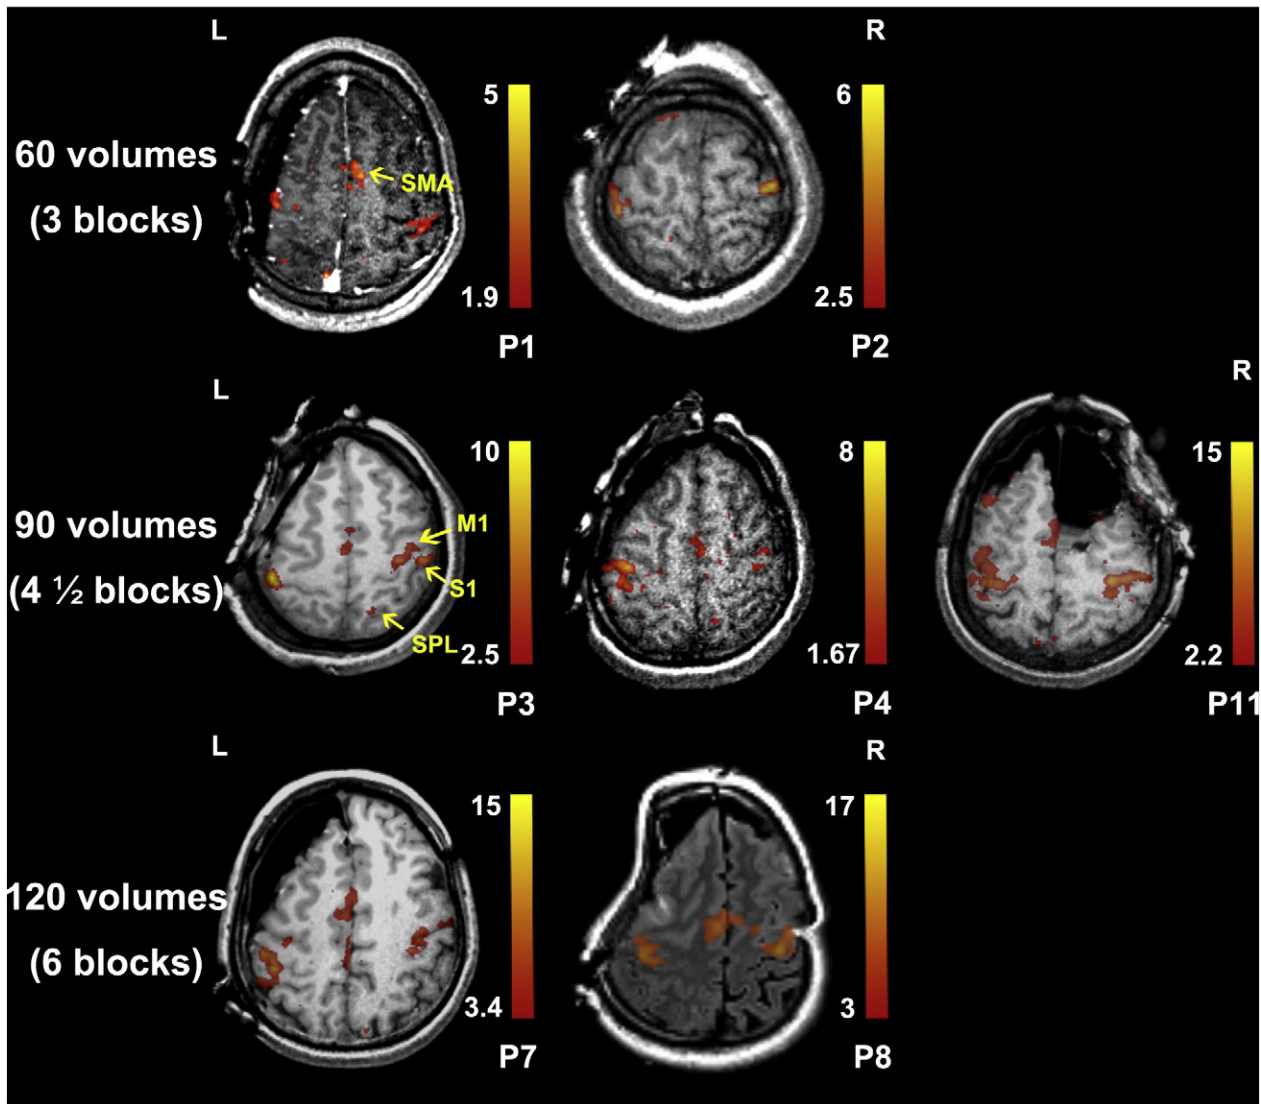 L
R
60 volumes
(3 blocks)
5
1.9
P1
SMA
6
2.5
P2
L
R
90 volumes
(4 ½ blocks)
10
2.5
P3
M1
S1
SPL
8
1.67
P4
15
2.2
P11
L
R
120 volumes
(6 blocks)
15
3.4
P7
17
3
P8